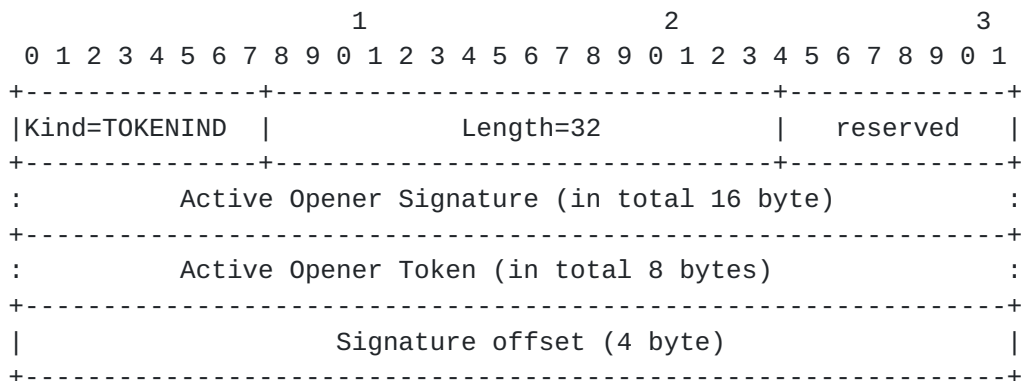 1                   2                   3
 0 1 2 3 4 5 6 7 8 9 0 1 2 3 4 5 6 7 8 9 0 1 2 3 4 5 6 7 8 9 0 1
+---------------+-------------------------------+---------------+
|Kind=TOKENIND  |            Length=32          |   reserved    |
+---------------+-------------------------------+---------------+
:          Active Opener Signature (in total 16 byte)           :
+---------------------------------------------------------------+
:          Active Opener Token (in total 8 bytes)               :
+---------------------------------------------------------------+
|                    Signature offset (4 byte)                  |
+---------------------------------------------------------------+